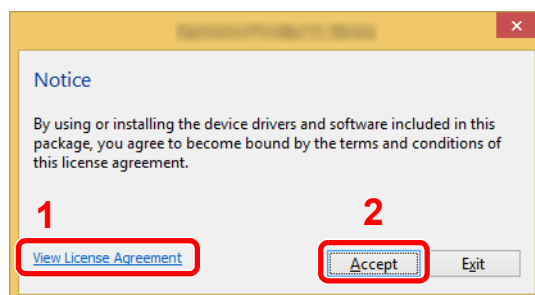 Notice
By using or installing the device drivers and software included in this
package, you agree to become bound by the terms and conditions of
this license agreement.
1
2
View License Agreement
Accept
Exit